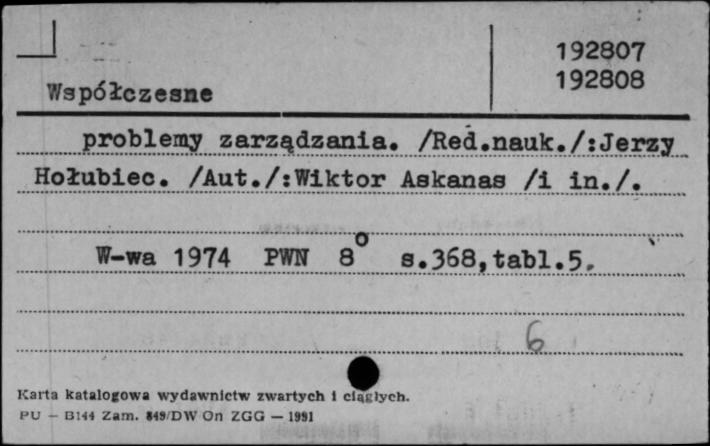 192807
192808
Współczesne
problemy zarządzania. /Red.nauk./:Jerzy
Hołubiec. /Aut./:Wiktor Askanas /i in./.
W-wa 1974 PWN 8⁰ s.368,tabl.5.
6
Karta katalogowa wydawnictw zwartych i ciągłych.
PU — B144 Zam. 849/DW Òn ZGG — 1991